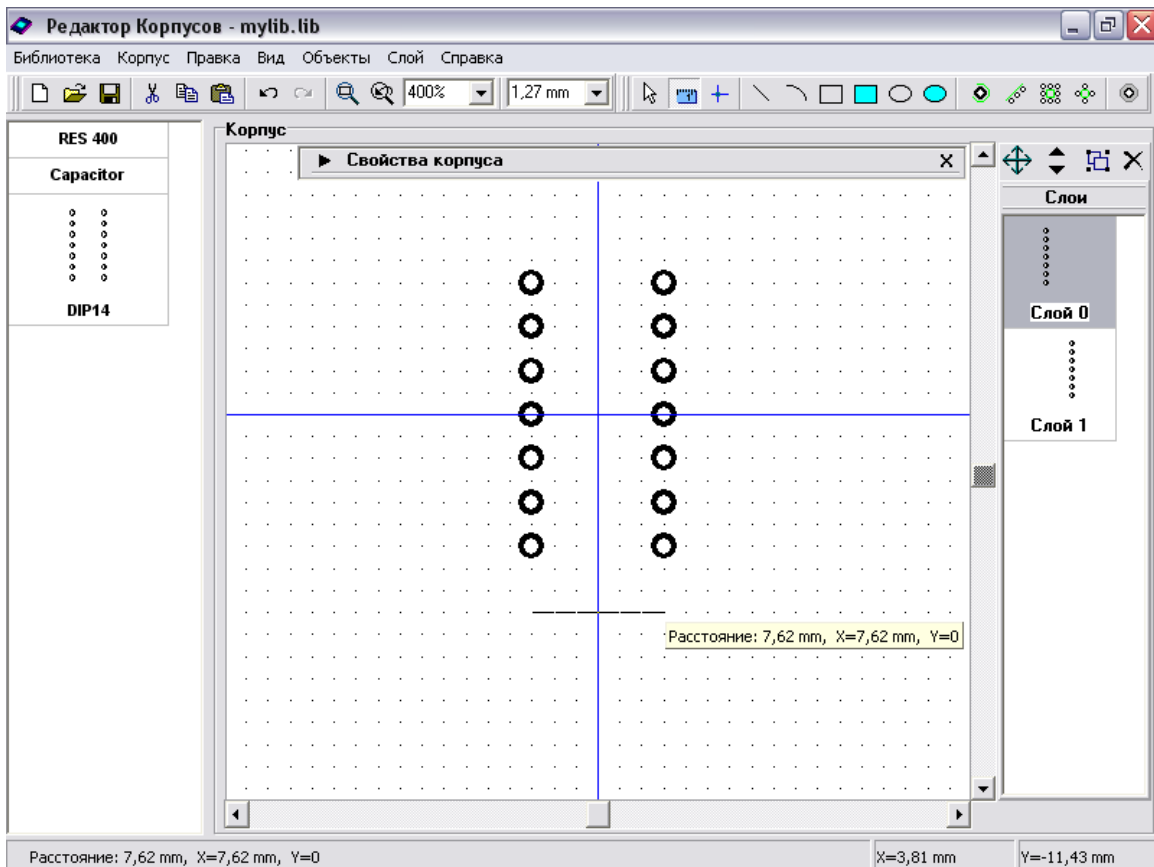 Редактор Корпусов - mylib.lib
Библиотека Корпус Правка Вид Объекты Слой Справка
400% 1,27 mm
RES 400
Capacitor
DIP14
Корпус
Свойства корпуса
Слои
Слой 0
Слой 1
Расстояние: 7,62 mm, X=7,62 mm, Y=0
Расстояние: 7,62 mm, X=7,62 mm, Y=0 X=3,81 mm Y=-11,43 mm